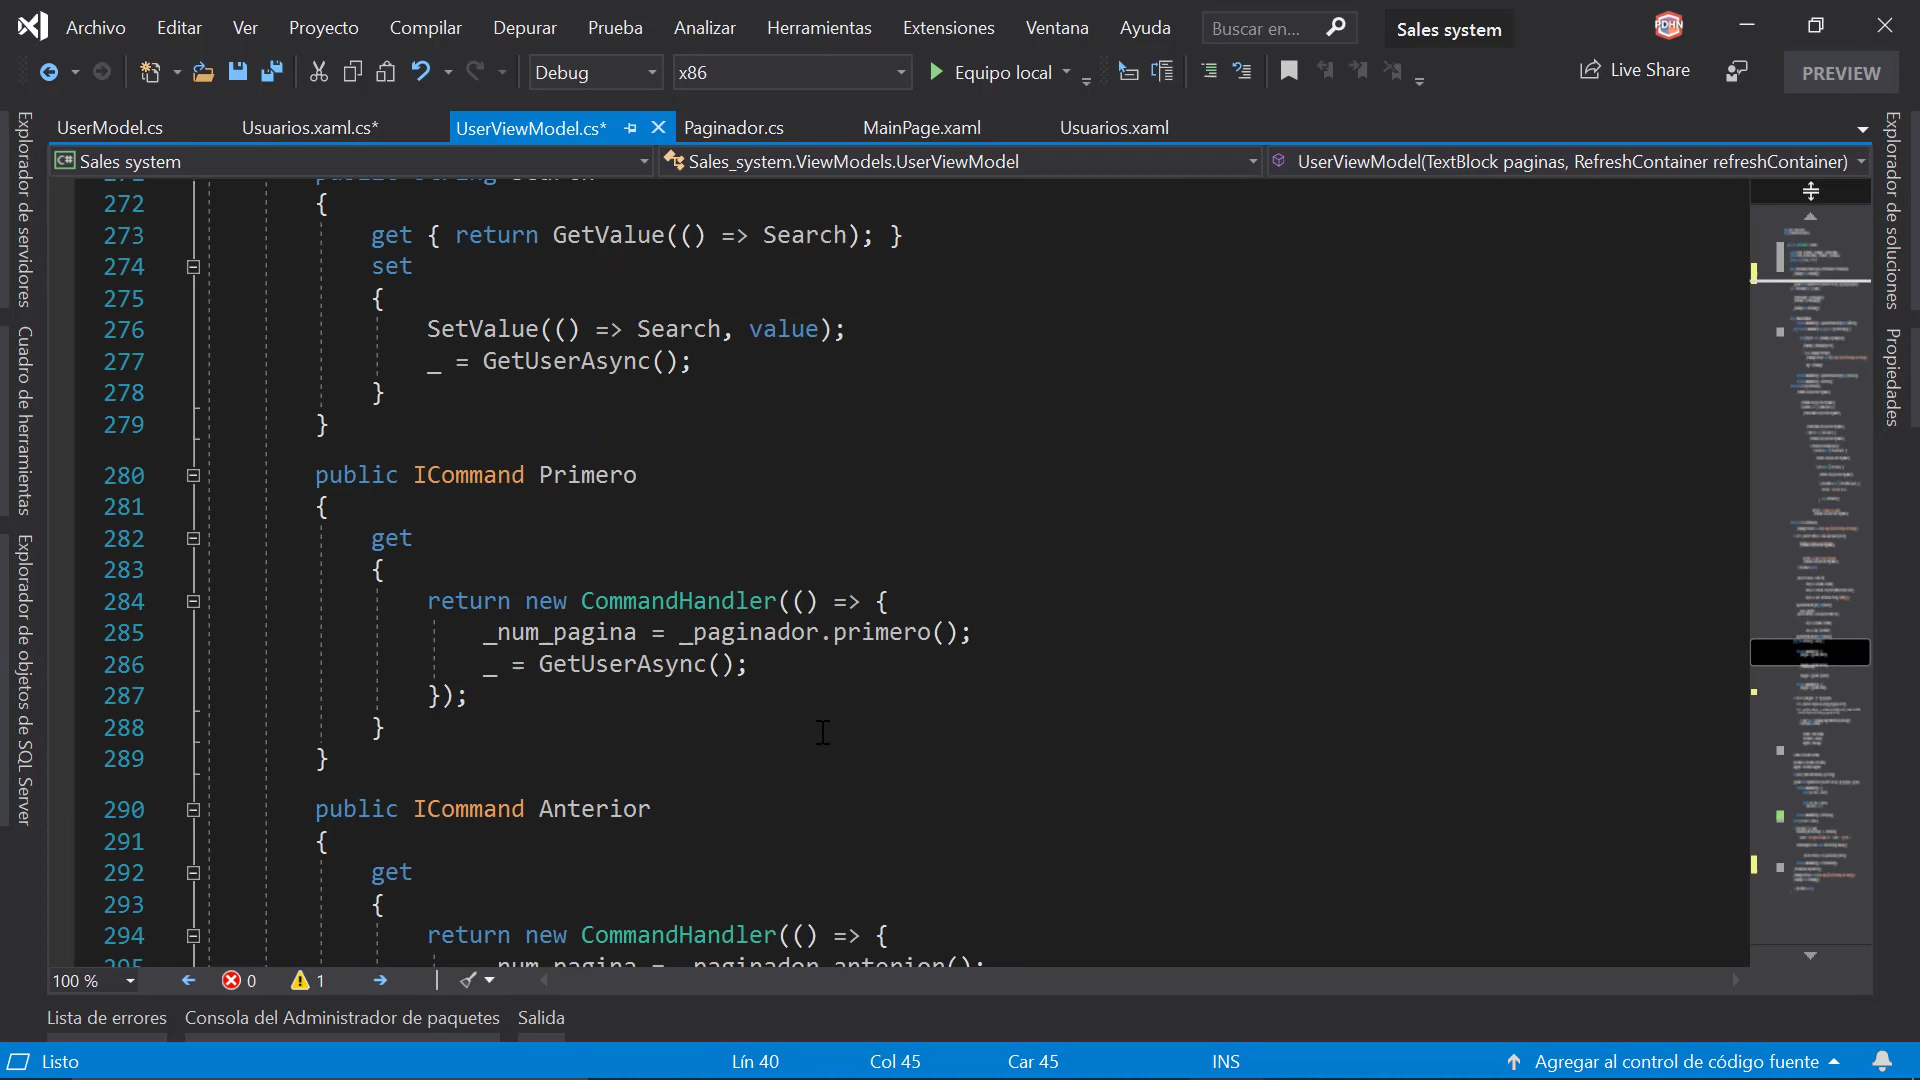 Archivo Editar Ver Proyecto Compilar Depurar Prueba Analizar Herramientas Extensiones Ventana Ayuda Buscar en... Sales system PDHN
Debug x86 Equipo local Live Share PREVIEW
UserModel.cs Usuarios.xaml.cs* UserViewModel.cs* Paginador.cs MainPage.xaml Usuarios.xaml
C# Sales system Sales_system.ViewModels.UserViewModel UserViewModel(TextBlock paginas, RefreshContainer refreshContainer)
Explorador de servidores
Cuadro de herramientas
Explorador de objetos de SQL Server
272 {
273 get { return GetValue(() => Search); }
274 set
275 {
276 SetValue(() => Search, value);
277 _ = GetUserAsync();
278 }
279 }
280 public ICommand Primero
281 {
282 get
283 {
284 return new CommandHandler(() => {
285 _num_pagina = _paginador.primero();
286 _ = GetUserAsync();
287 });
288 }
289 }
290 public ICommand Anterior
291 {
292 get
293 {
294 return new CommandHandler(() => {
295 _num_pagina = _paginador.anterior();
Explorador de soluciones
Propiedades
100 % 0 1
Lista de errores Consola del Administrador de paquetes Salida
Listo Lín 40 Col 45 Car 45 INS Agregar al control de código fuente